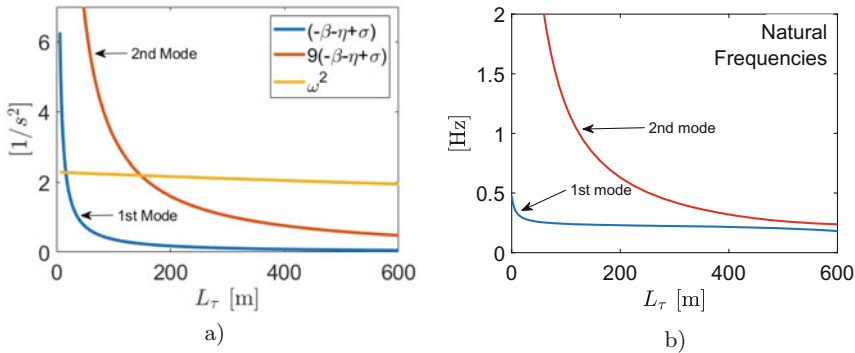 6
4
2
0
[1/s²]
2nd Mode
1st Mode
(-β-η+σ)
9(-β-η+σ)
ω²
0 200 400 600
L_τ [m]
a)
2
1.5
1
0.5
0
[Hz]
Natural
Frequencies
2nd mode
1st mode
0 200 400 600
L_τ [m]
b)